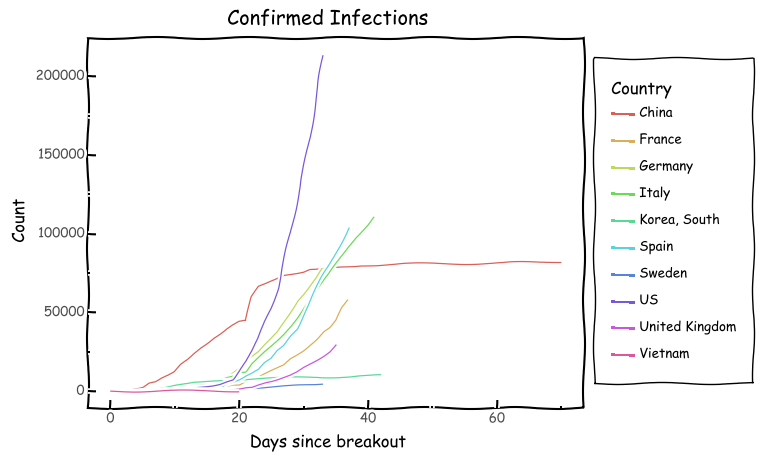 Confirmed Infections
Count
200000
150000
100000
50000
0
0
20
40
60
Days since breakout
Country
China
France
Germany
Italy
Korea, South
Spain
Sweden
US
United Kingdom
Vietnam